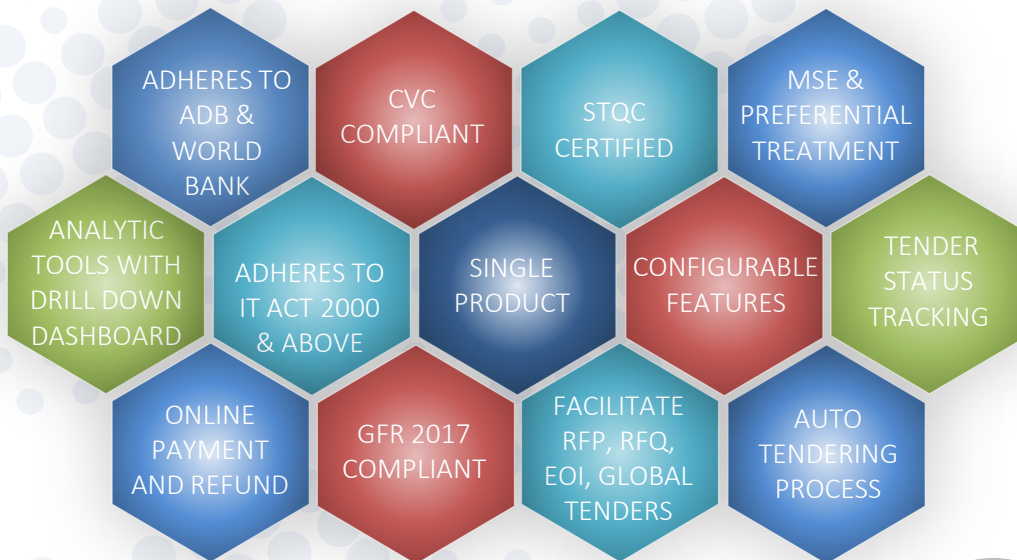 ADHERES TO
ADB &
WORLD
BANK
CVC
COMPLIANT
STQC
CERTIFIED
MSE &
PREFERENTIAL
TREATMENT
ANALYTIC
TOOLS WITH
DRILL DOWN
DASHBOARD
ADHERES TO
IT ACT 2000
& ABOVE
SINGLE
PRODUCT
CONFIGURABLE
FEATURES
TENDER
STATUS
TRACKING
ONLINE
PAYMENT
AND REFUND
GFR 2017
COMPLIANT
FACILITATE
RFP, RFQ,
EOI, GLOBAL
TENDERS
AUTO
TENDERING
PROCESS